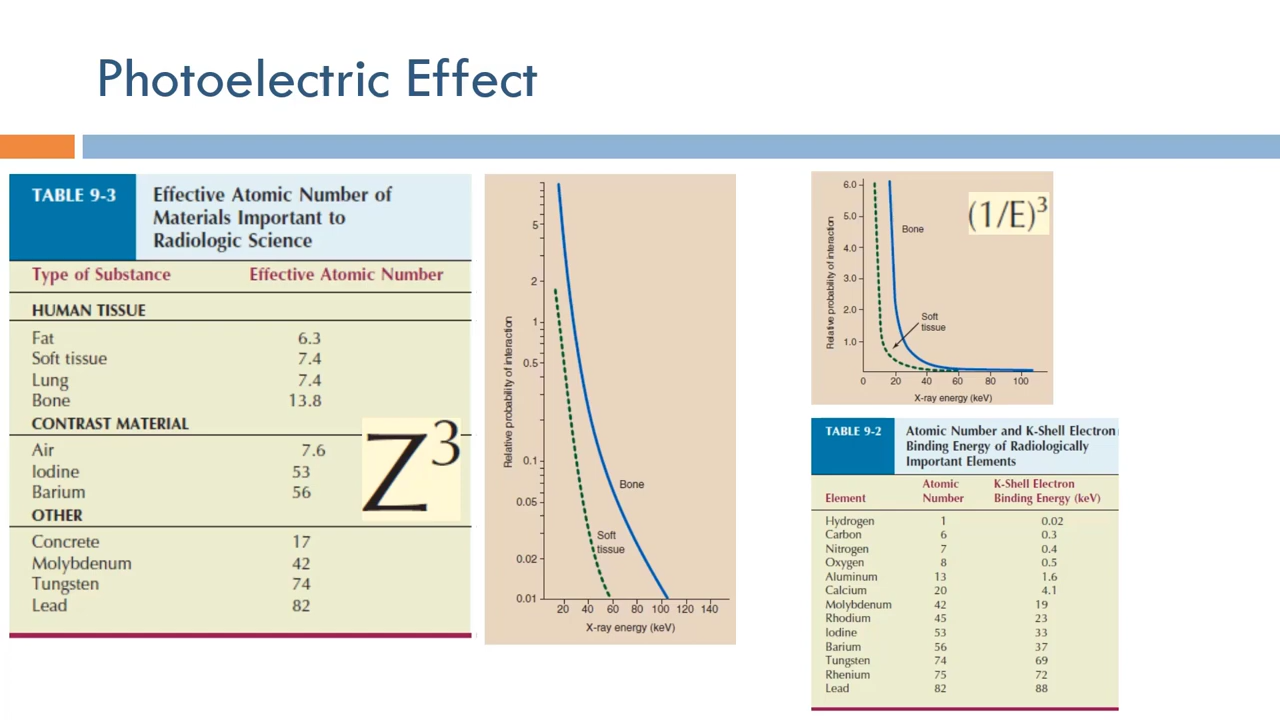 Photoelectric Effect
TABLE 9-3
Effective Atomic Number of
Materials Important to
Radiologic Science
Type of Substance Effective Atomic Number
HUMAN TISSUE
Fat 6.3
Soft tissue 7.4
Lung 7.4
Bone 13.8
CONTRAST MATERIAL
Air 7.6
Iodine 53
Barium 56
OTHER
Concrete 17
Molybdenum 42
Tungsten 74
Lead 82
Z³
Relative probability of interaction
5
2
1
0.5
0.1
0.05
0.02
0.01
Bone
Soft
tissue
20 40 60 80 100 120 140
X-ray energy (keV)
(1/E)³
Relative probability of interaction
6.0
5.0
4.0
3.0
2.0
1.0
Bone
Soft
tissue
0 20 40 60 80 100
X-ray energy (keV)
TABLE 9-2
Atomic Number and K-Shell Electron
Binding Energy of Radiologically
Important Elements
Element Atomic Number K-Shell Electron Binding Energy (keV)
Hydrogen 1 0.02
Carbon 6 0.3
Nitrogen 7 0.4
Oxygen 8 0.5
Aluminum 13 1.6
Calcium 20 4.1
Molybdenum 42 19
Rhodium 45 23
Iodine 53 33
Barium 56 37
Tungsten 74 69
Rhenium 75 72
Lead 82 88